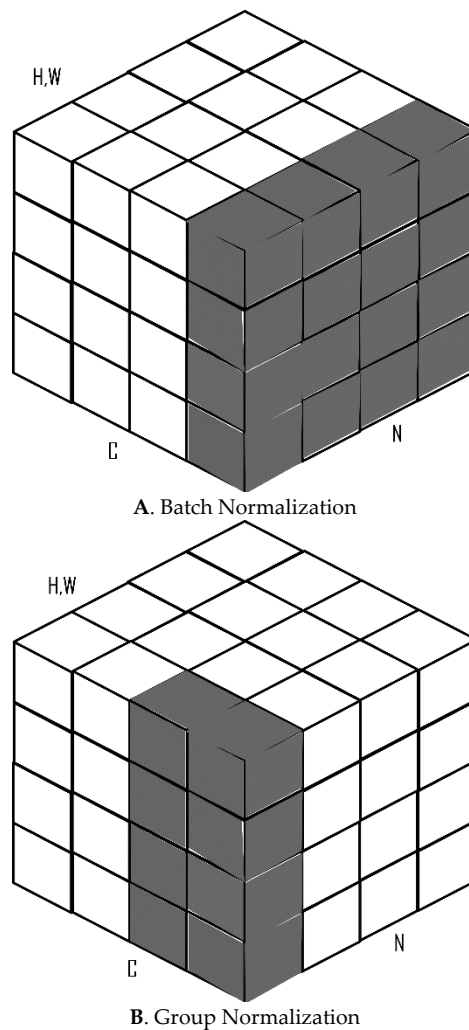 H,W
C
N
A. Batch Normalization
H,W
C
N
B. Group Normalization